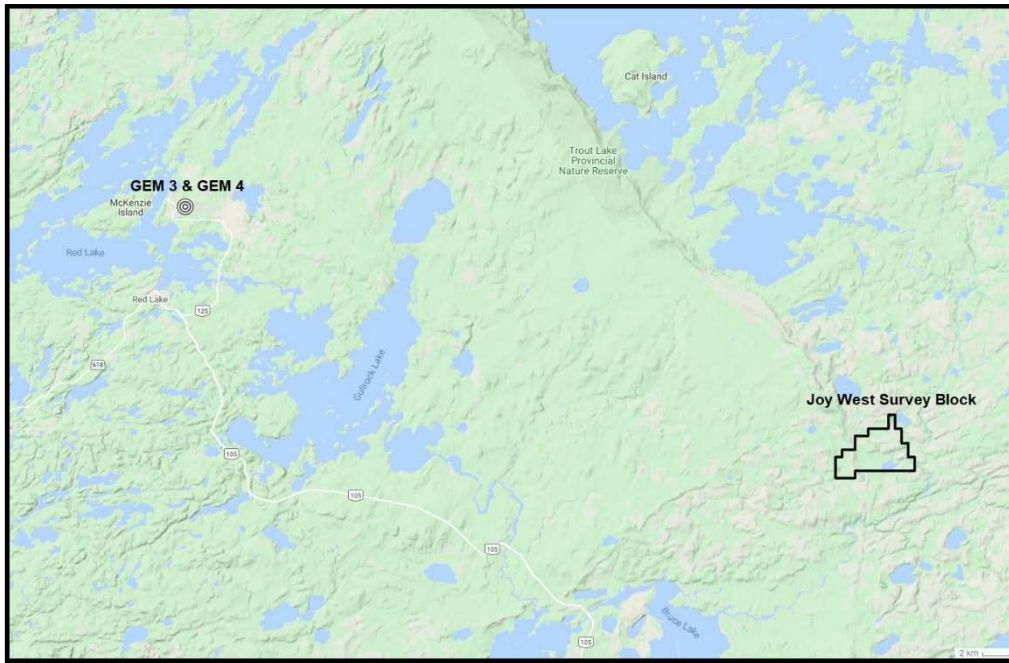 Cat Island
Trout Lake
Provincial
Nature Reserve
GEM 3 & GEM 4
McKenzie
Island
Red Lake
Red Lake
125
618
Gullrock Lake
Joy West Survey Block
105
105
105
Bruce Lake
105
2 km